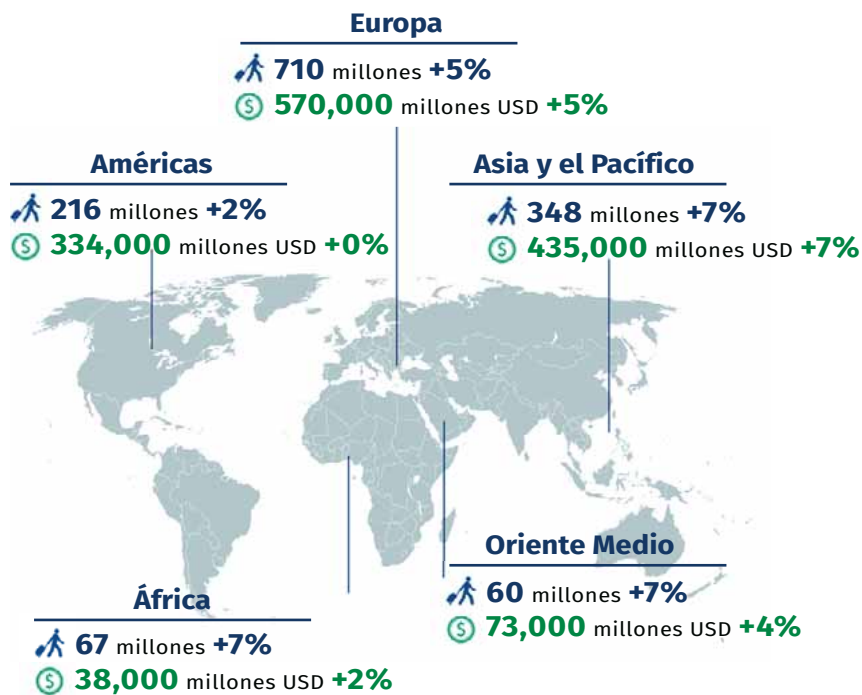 Europa
710 millones +5%
$ 570,000 millones USD +5%
Américas
216 millones +2%
$ 334,000 millones USD +0%
Asia y el Pacífico
348 millones +7%
$ 435,000 millones USD +7%
Oriente Medio
60 millones +7%
$ 73,000 millones USD +4%
África
67 millones +7%
$ 38,000 millones USD +2%